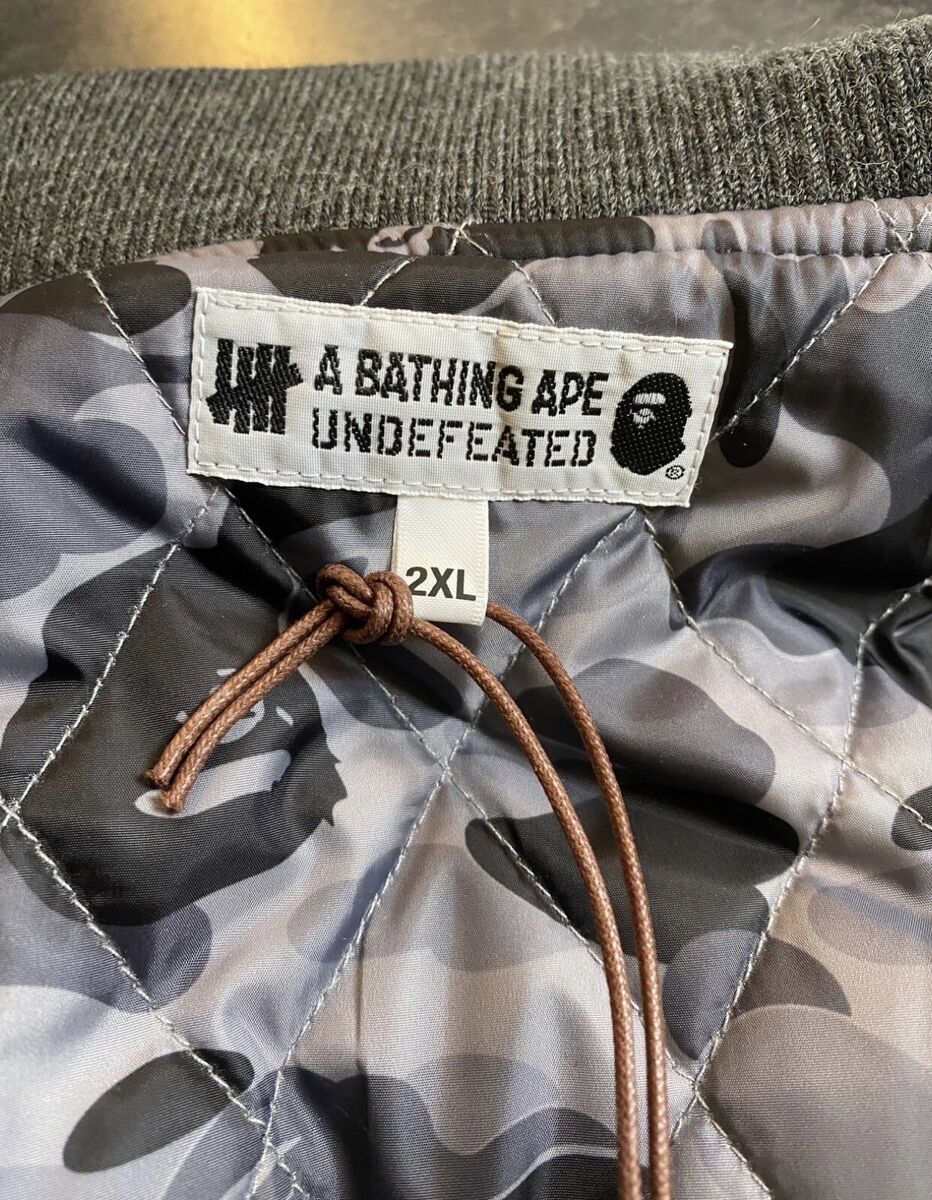 A BATHING APE
UNDEFEATED
®
2XL